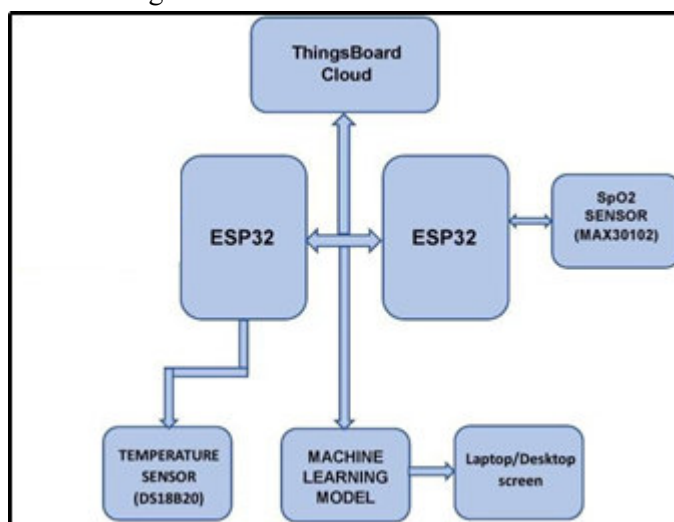 ThingsBoard
Cloud
ESP32
ESP32
SpO2
SENSOR
(MAX30102)
TEMPERATURE
SENSOR
(DS18B20)
MACHINE
LEARNING
MODEL
Laptop/Desktop
screen